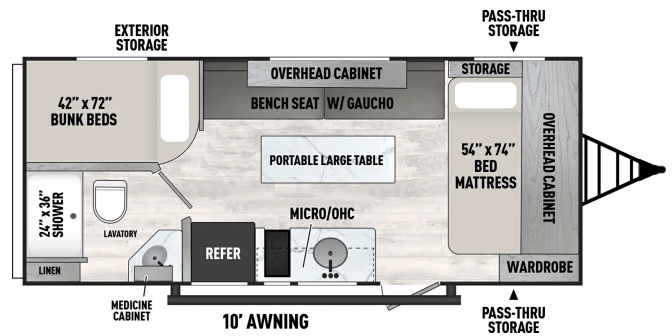 EXTERIOR
STORAGE
PASS-THRU
STORAGE
OVERHEAD CABINET
STORAGE
42” x 72”
BUNK BEDS
BENCH SEAT W/ GAUCHO
OVERHEAD CABINET
54” x 74”
BED
MATTRESS
PORTABLE LARGE TABLE
24” x 36”
SHOWER
LAVATORY
MICRO/OHC
REFER
LINEN
WARDROBE
MEDICINE
CABINET
10’ AWNING
PASS-THRU
STORAGE